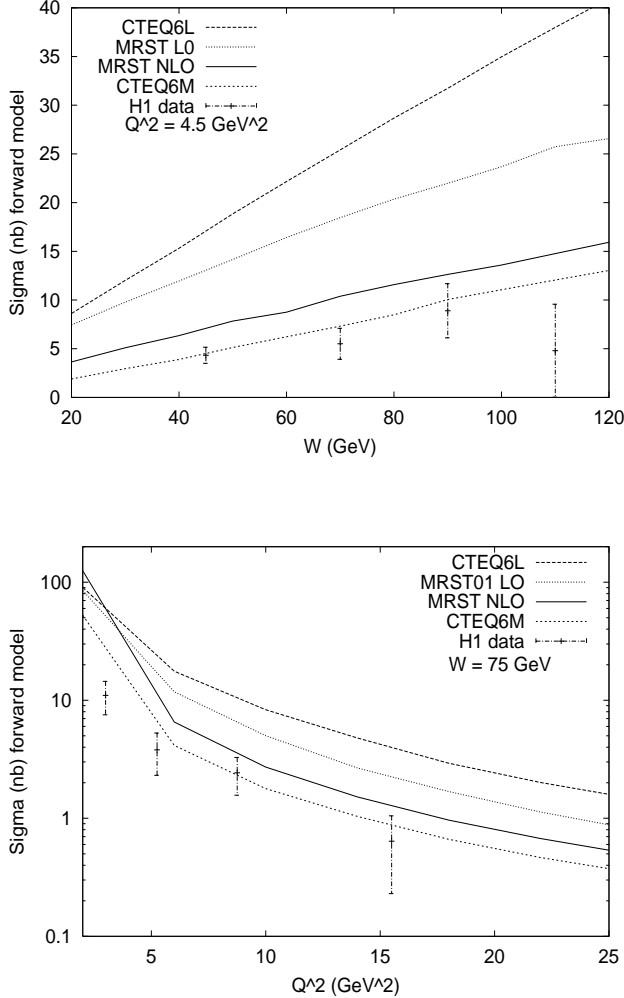 40
35
30
25
20
15
10
5
0
Sigma (nb) forward model
CTEQ6L
MRST L0
MRST NLO
CTEQ6M
H1 data
Q^2 = 4.5 GeV^2
20 40 60 80 100 120
W (GeV)
100
10
1
0.1
Sigma (nb) forward model
CTEQ6L
MRST01 LO
MRST NLO
CTEQ6M
H1 data
W = 75 GeV
5 10 15 20 25
Q^2 (GeV^2)